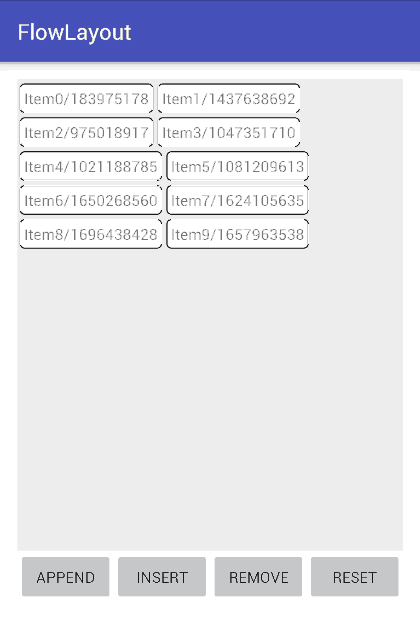 FlowLayout
Item0/183975178 Item1/1437638692
Item2/975018917 Item3/1047351710
Item4/1021188785 Item5/1081209613
Item6/1650268560 Item7/1624105635
Item8/1696438428 Item9/1657963538
APPEND INSERT REMOVE RESET